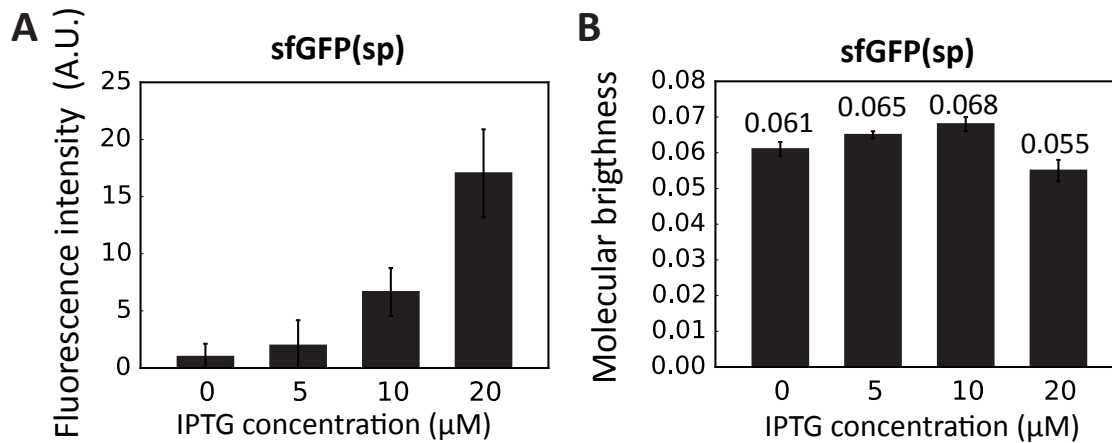 A
sfGFP(sp)
Fluorescence intensity (A.U.)
25
20
15
10
5
0
0 5 10 20
IPTG concentration (μM)
B
sfGFP(sp)
Molecular brigthness
0.08
0.07
0.06
0.05
0.04
0.03
0.02
0.01
0.00
0.061 0.065 0.068 0.055
0 5 10 20
IPTG concentration (μM)